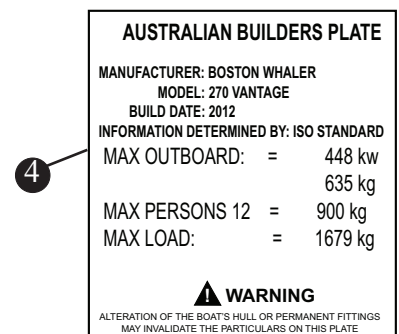 AUSTRALIAN BUILDERS PLATE
MANUFACTURER: BOSTON WHALER
MODEL: 270 VANTAGE
BUILD DATE: 2012
INFORMATION DETERMINED BY: ISO STANDARD
4
MAX OUTBOARD: = 448 kw
635 kg
MAX PERSONS 12 = 900 kg
MAX LOAD: = 1679 kg
WARNING
ALTERATION OF THE BOAT'S HULL OR PERMANENT FITTINGS
MAY INVALIDATE THE PARTICULARS ON THIS PLATE